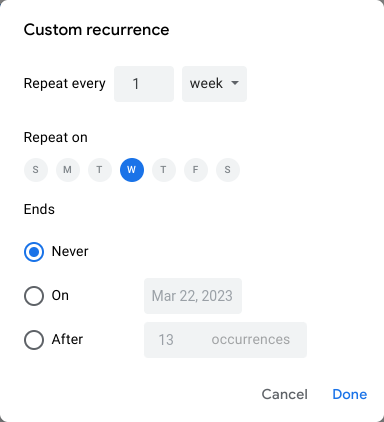 Custom recurrence
Repeat every 1 week
Repeat on
S M T W T F S
Ends
Never
On Mar 22, 2023
After 13 occurrences
Cancel Done